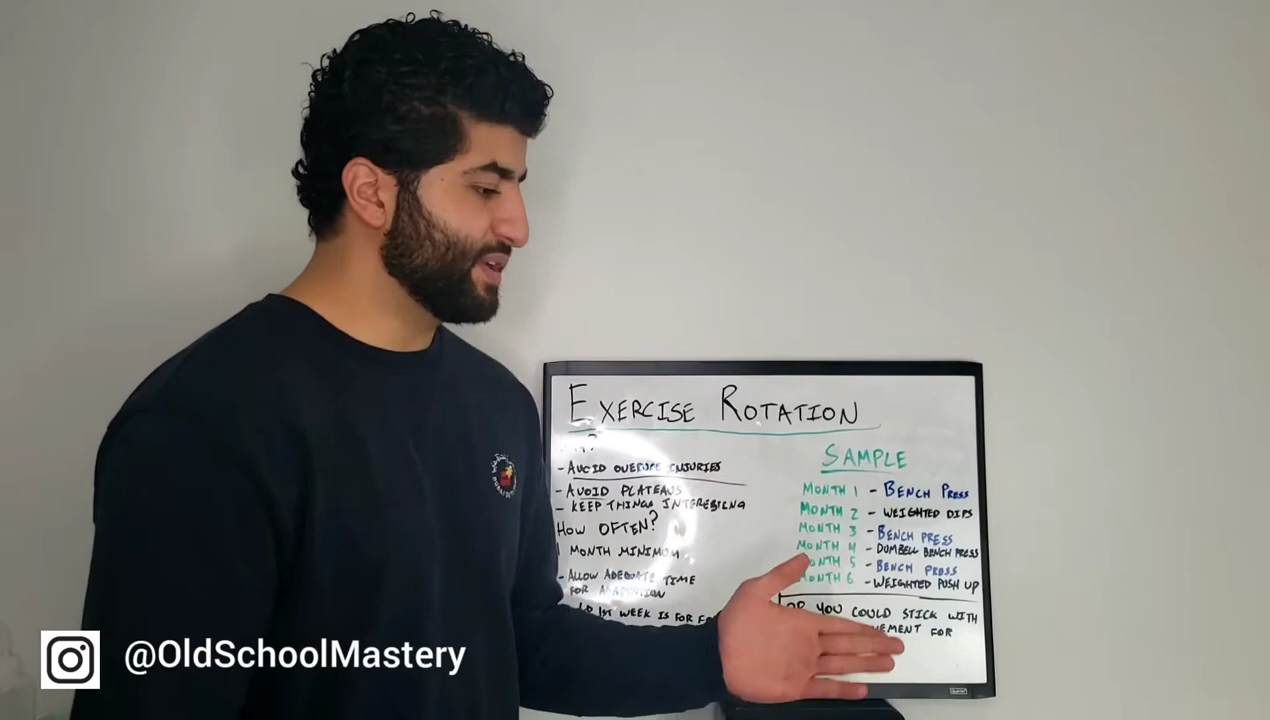 EXERCISE ROTATION
- AVOID OVERUSE INJURIES
- AVOID PLATEAUS
- KEEP THINGS INTERESTING
HOW OFTEN?
1 MONTH MINIMUM
- ALLOW ADEQUATE TIME
FOR
1ST WEEK IS FOR
SAMPLE
MONTH 1 - BENCH PRESS
MONTH 2 - WEIGHTED DIPS
MONTH 3 - BENCH PRESS
MONTH 4 - DUMBELL BENCH PRESS
MONTH 5 - BENCH PRESS
MONTH 6 - WEIGHTED PUSH UP
OR YOU COULD STICK WITH
FOR
@OldSchoolMastery